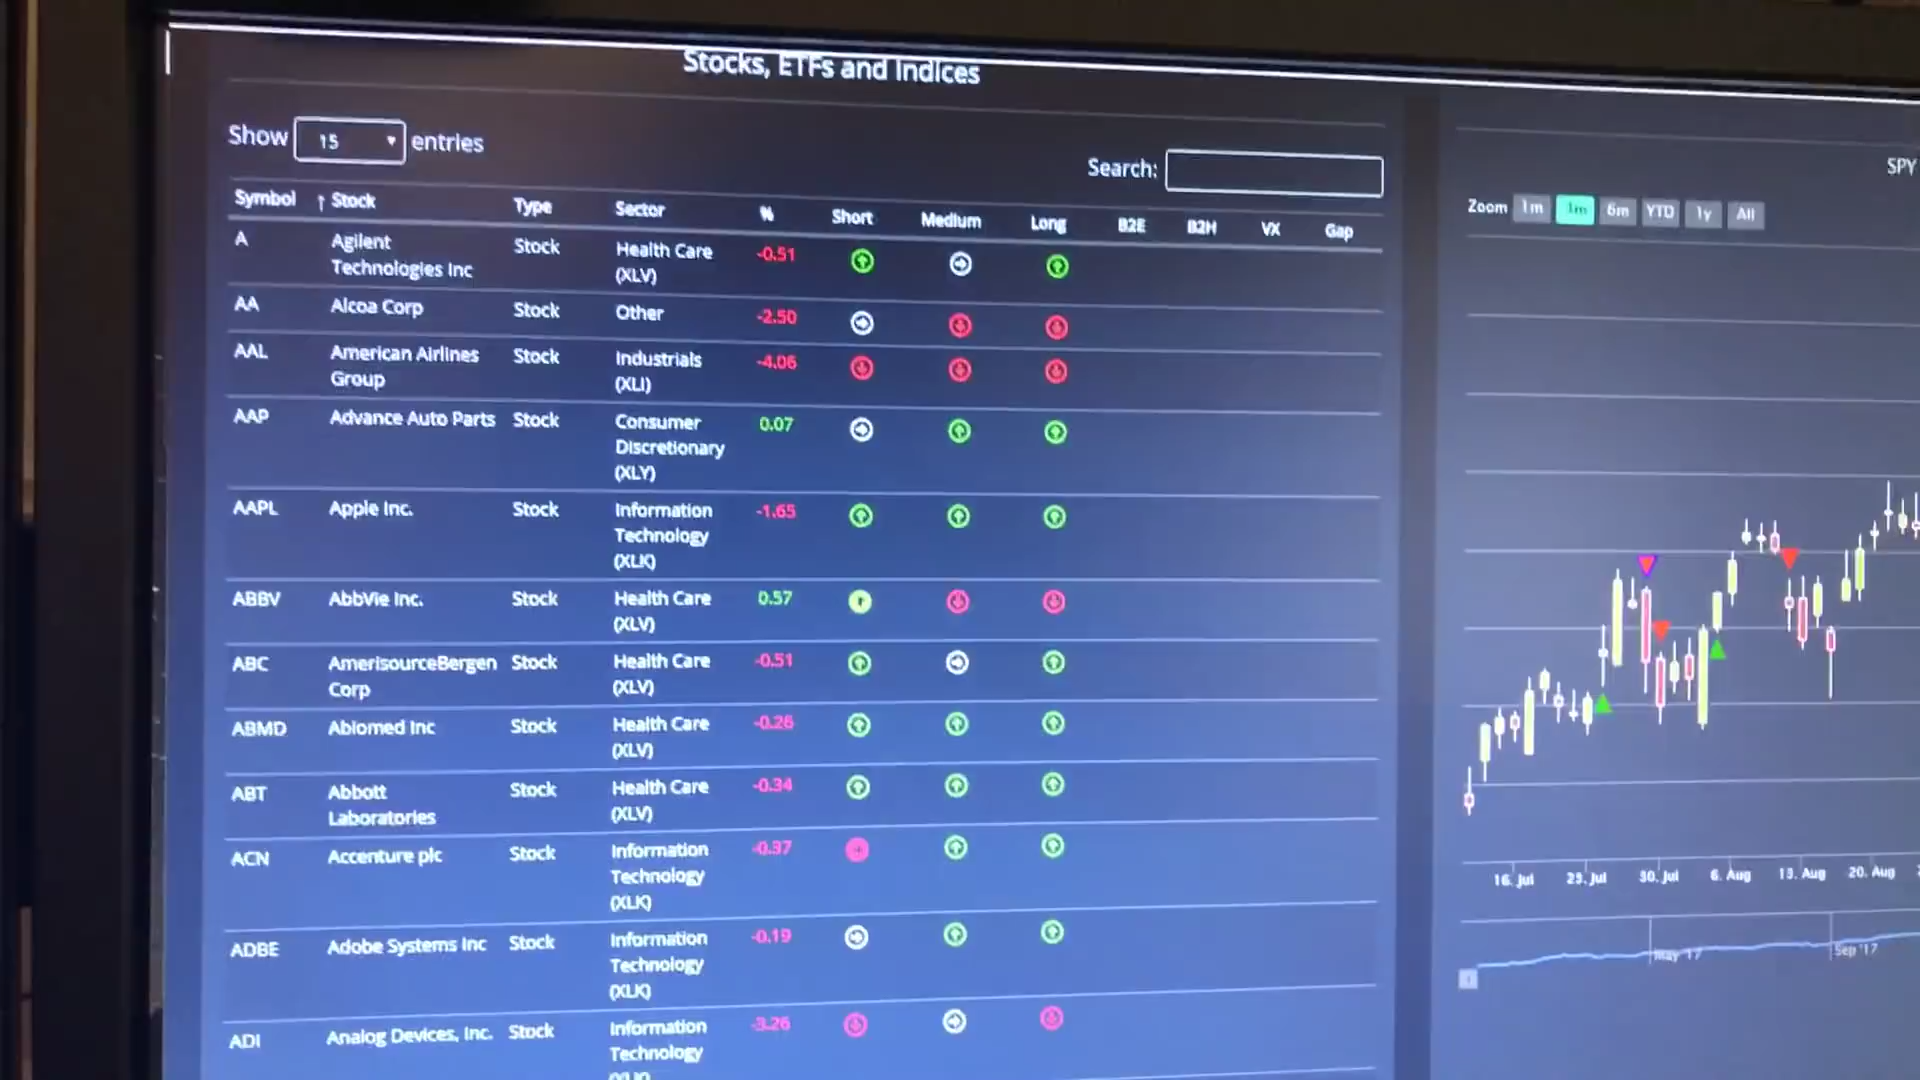 Stocks, ETFs and Indices
Show 15 entries
Search:
Symbol Stock Type Sector % Short Medium Long B2E B2H VX Gap
A Agilent Technologies Inc Stock Health Care (XLV) -0.51
AA Alcoa Corp Stock Other -2.50
AAL American Airlines Group Stock Industrials (XLI) -4.06
AAP Advance Auto Parts Stock Consumer Discretionary (XLY) 0.07
AAPL Apple Inc. Stock Information Technology (XLK) -1.65
ABBV AbbVie Inc. Stock Health Care (XLV) 0.57
ABC AmerisourceBergen Corp Stock Health Care (XLV) -0.51
ABMD Abiomed Inc Stock Health Care (XLV) -0.26
ABT Abbott Laboratories Stock Health Care (XLV) -0.34
ACN Accenture plc Stock Information Technology (XLK) -0.37
ADBE Adobe Systems Inc Stock Information Technology (XLK) -0.19
ADI Analog Devices, Inc. Stock Information Technology -3.26
SPY
Zoom 1m 3m 6m YTD 1y All
16. Jul 23. Jul 30. Jul 6. Aug 13. Aug 20. Aug
May '17 Sep '17